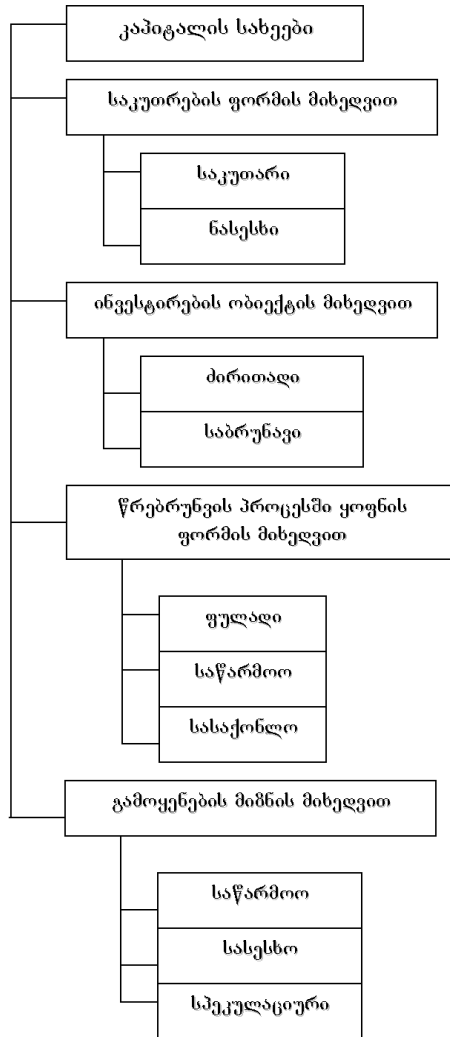 კაპიტალის სახეები
საკუთრების ფორმის მიხედვით
საკუთარი
ნასესხი
ინვესტირების ობიექტის მიხედვით
ძირითადი
საბრუნავი
წრებრუნვის პროცესში ყოფნის
ფორმის მიხედვით
ფულადი
საწარმოო
სასაქონლო
გამოყენების მიზნის მიხედვით
საწარმოო
სასესხო
სპეკულაციური